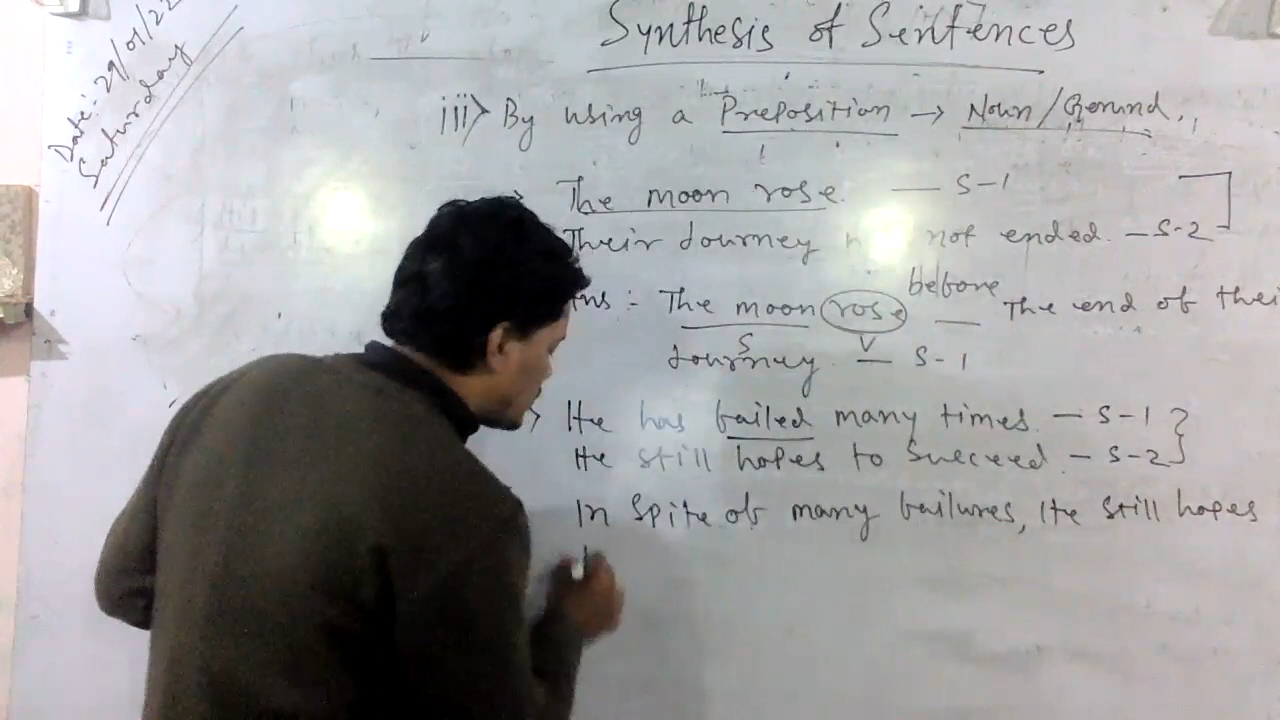 Date:- 29/01/22
Saturday
Synthesis of Sentences
iii> By using a Preposition → Noun/Gerund.
The moon rose. — S-1
Their Journey not ended. — S-2
Ans :- The moon rose before The end of thei
S V
Journey. — S-1
He has failed many times. — S-1
He still hopes to Succeed. — S-2
In Spite of many failures, He still hopes